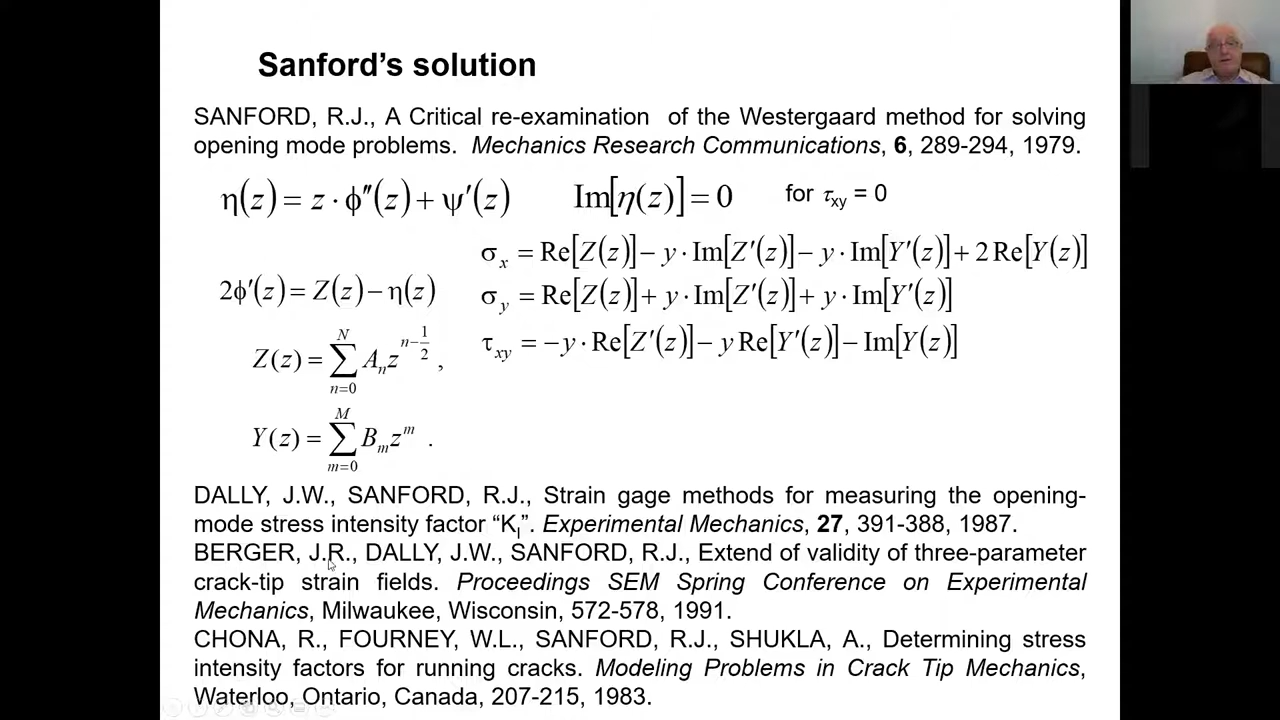 Sanford's solution
SANFORD, R.J., A Critical re-examination of the Westergaard method for solving
opening mode problems. Mechanics Research Communications, 6, 289-294, 1979.
η(z) = z · ϕ″(z) + ψ′(z) Im[η(z)] = 0 for τxy = 0
σx = Re[Z(z)] − y · Im[Z′(z)] − y · Im[Y′(z)] + 2 Re[Y(z)]
2ϕ′(z) = Z(z) − η(z) σy = Re[Z(z)] + y · Im[Z′(z)] + y · Im[Y′(z)]
τxy = −y · Re[Z′(z)] − y Re[Y′(z)] − Im[Y(z)]
Z(z) = ∑_{n=0}^{N} Aₙ z^{n−1/2} ,
Y(z) = ∑_{m=0}^{M} Bₘ z^m .
DALLY, J.W., SANFORD, R.J., Strain gage methods for measuring the opening-
mode stress intensity factor “KI”. Experimental Mechanics, 27, 391-388, 1987.
BERGER, J.R., DALLY, J.W., SANFORD, R.J., Extend of validity of three-parameter
crack-tip strain fields. Proceedings SEM Spring Conference on Experimental
Mechanics, Milwaukee, Wisconsin, 572-578, 1991.
CHONA, R., FOURNEY, W.L., SANFORD, R.J., SHUKLA, A., Determining stress
intensity factors for running cracks. Modeling Problems in Crack Tip Mechanics,
Waterloo, Ontario, Canada, 207-215, 1983.